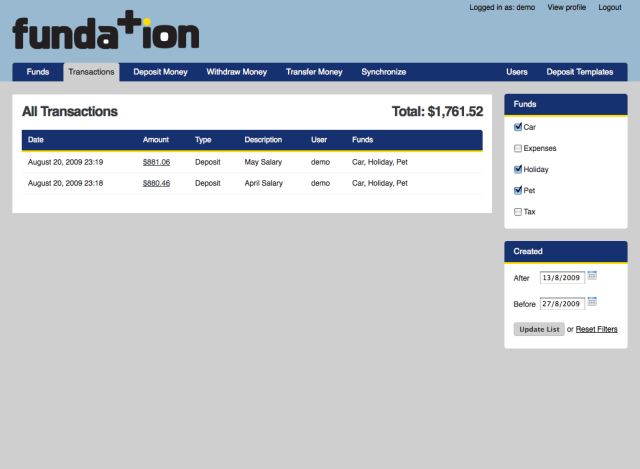 Logged in as: demo View profile Logout
fundation
Funds Transactions Deposit Money Withdraw Money Transfer Money Synchronize Users Deposit Templates
All Transactions Total: $1,761.52
Date Amount Type Description User Funds
August 20, 2009 23:19 $881.06 Deposit May Salary demo Car, Holiday, Pet
August 20, 2009 23:18 $880.46 Deposit April Salary demo Car, Holiday, Pet
Funds
Car
Expenses
Holiday
Pet
Tax
Created
After 13/8/2009
Before 27/8/2009
Update List or Reset Filters